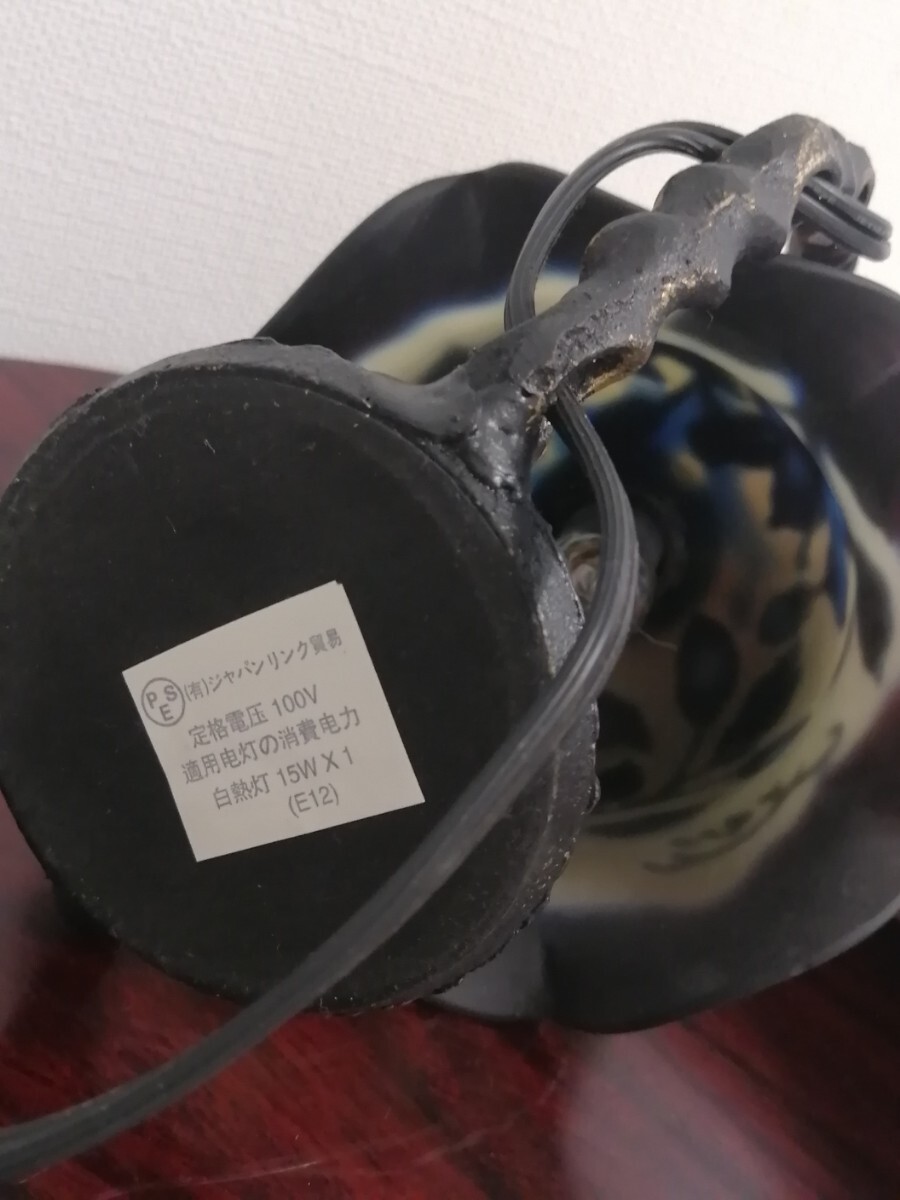 PSE (有)ジャパンリンク貿易
定格電压 100V
適用电灯の消費电力
白熱灯 15W X 1
(E12)